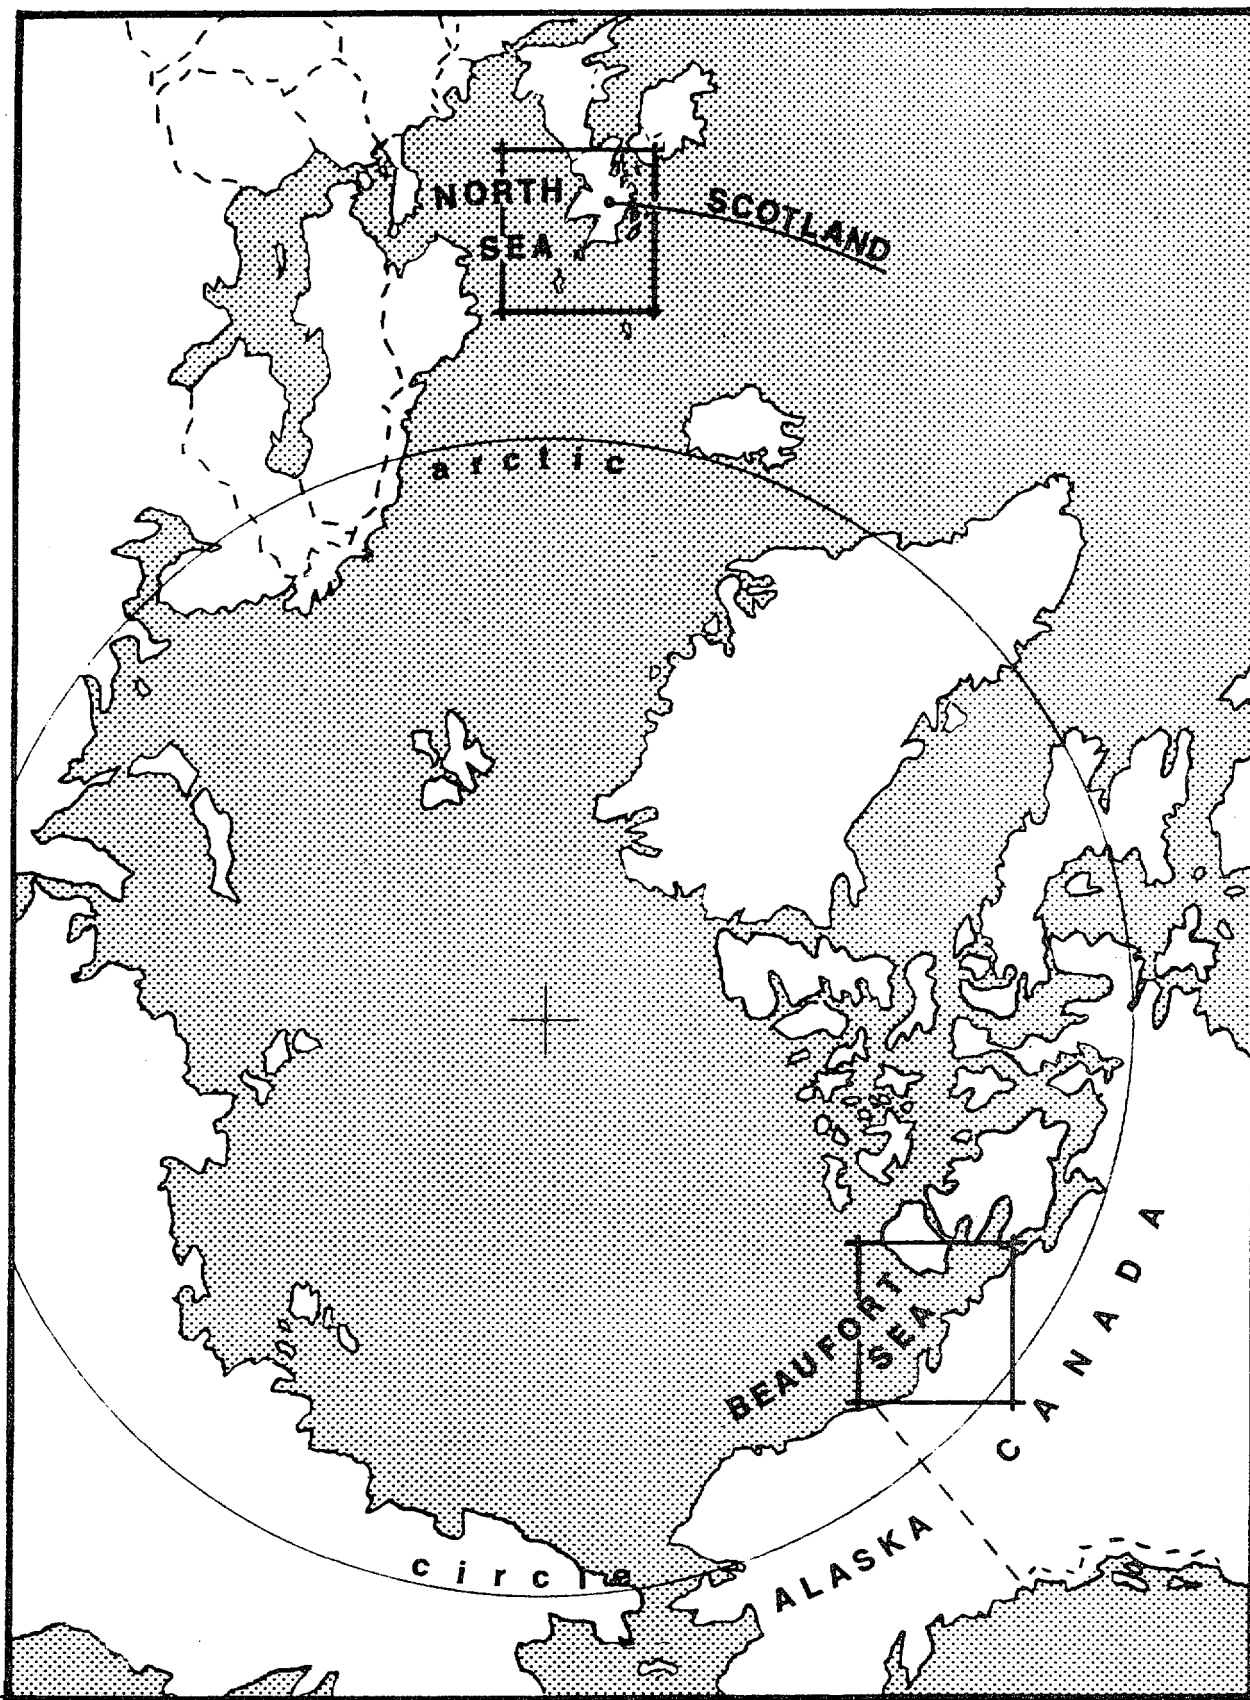 NORTH
SEA
SCOTLAND
arctic
BEAUFORT
SEA
CANADA
ALASKA
circle